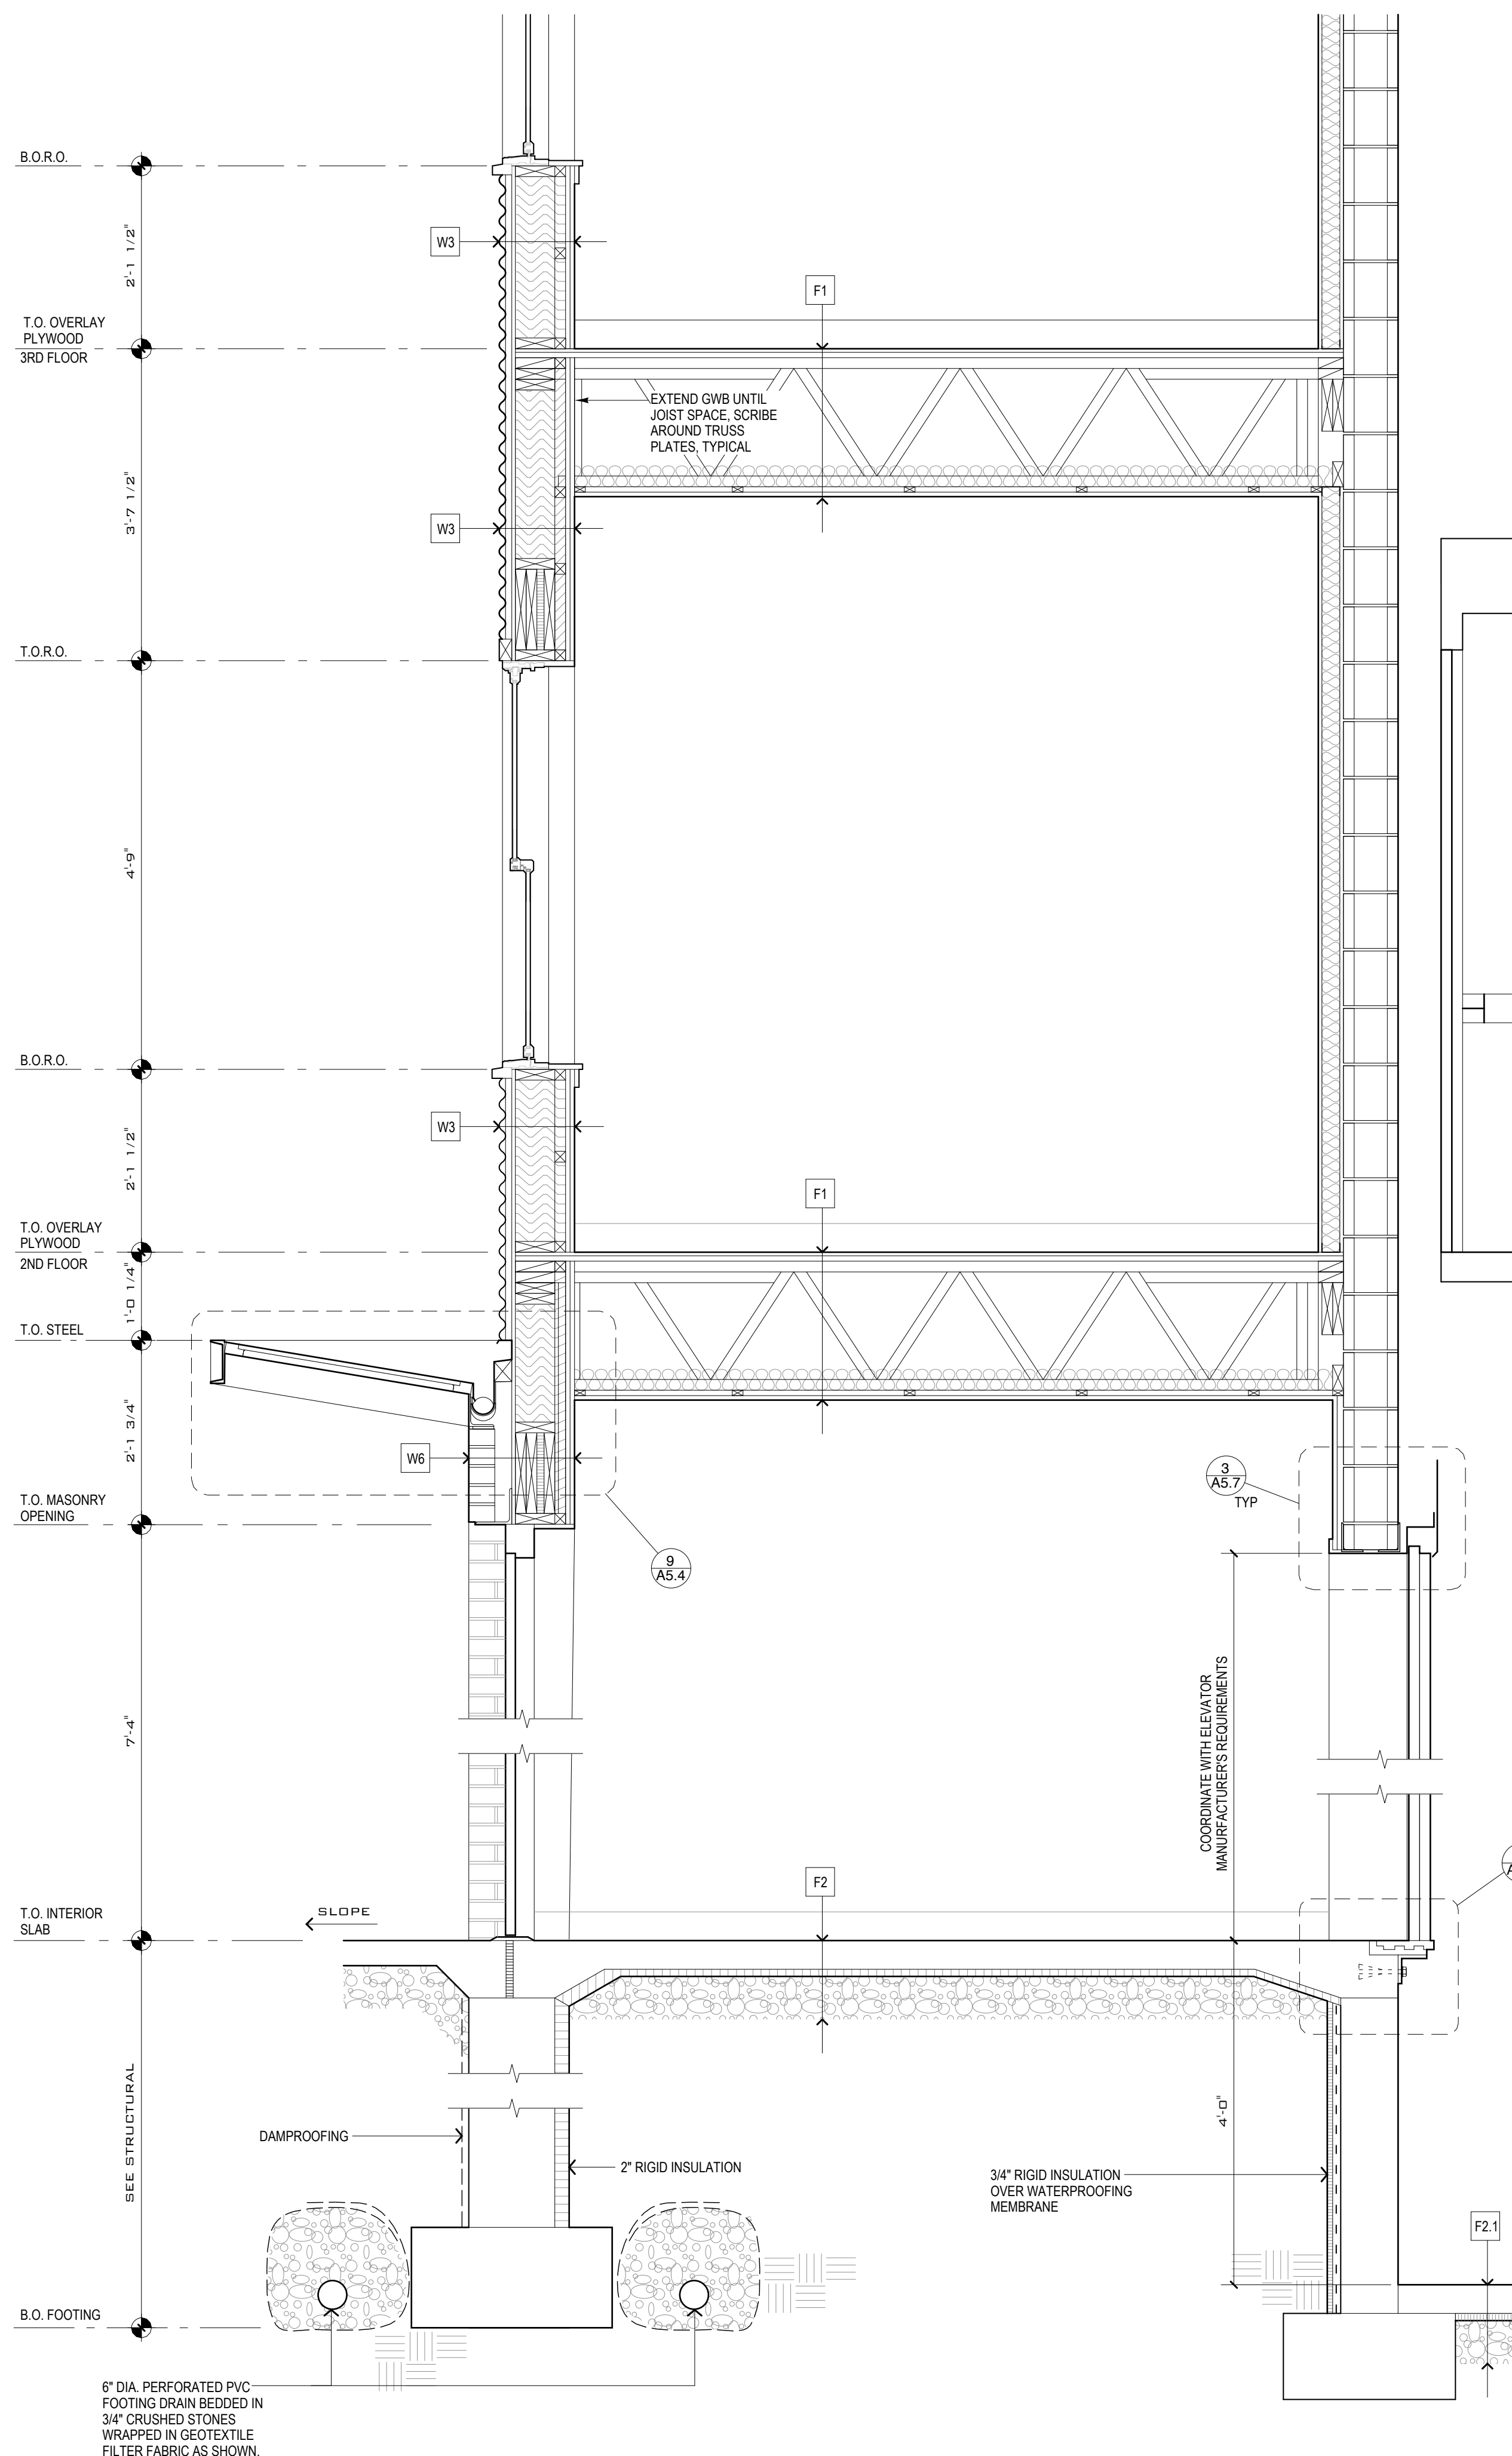 B.O.R.O.
2'-1 1/2"
W3
F1
T.O. OVERLAY
PLYWOOD
3RD FLOOR
EXTEND GWB UNTIL
JOIST SPACE, SCRIBE
AROUND TRUSS
PLATES, TYPICAL
3'-7 1/2"
W3
T.O.R.O.
4'-9"
B.O.R.O.
2'-1 1/2"
W3
F1
T.O. OVERLAY
PLYWOOD
2ND FLOOR
1'-0 1/4"
T.O. STEEL
2'-1 3/4"
W6
3
A5.7
TYP
T.O. MASONRY
OPENING
9
A5.4
7'-4"
COORDINATE WITH ELEVATOR
MANURFACTURER'S REQUIREMENTS
F2
T.O. INTERIOR
SLAB
SLOPE
SEE STRUCTURAL
4'-0"
DAMPROOFING
2" RIGID INSULATION
3/4" RIGID INSULATION
OVER WATERPROOFING
MEMBRANE
F2.1
B.O. FOOTING
6" DIA. PERFORATED PVC
FOOTING DRAIN BEDDED IN
3/4" CRUSHED STONES
WRAPPED IN GEOTEXTILE
FILTER FABRIC AS SHOWN.